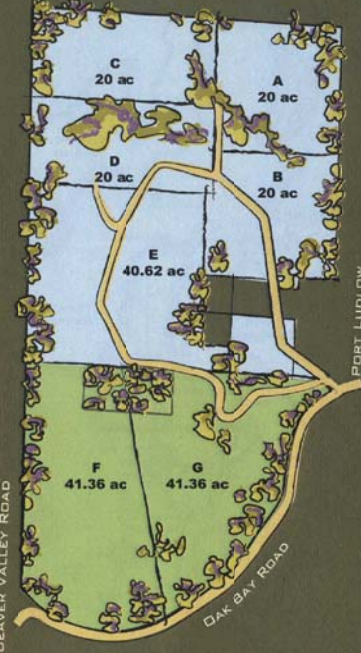 C
20 ac
A
20 ac
D
20 ac
B
20 ac
E
40.62 ac
F
41.36 ac
G
41.36 ac
PORT LUDLOW
BEAVER VALLEY ROAD
OAK BAY ROAD